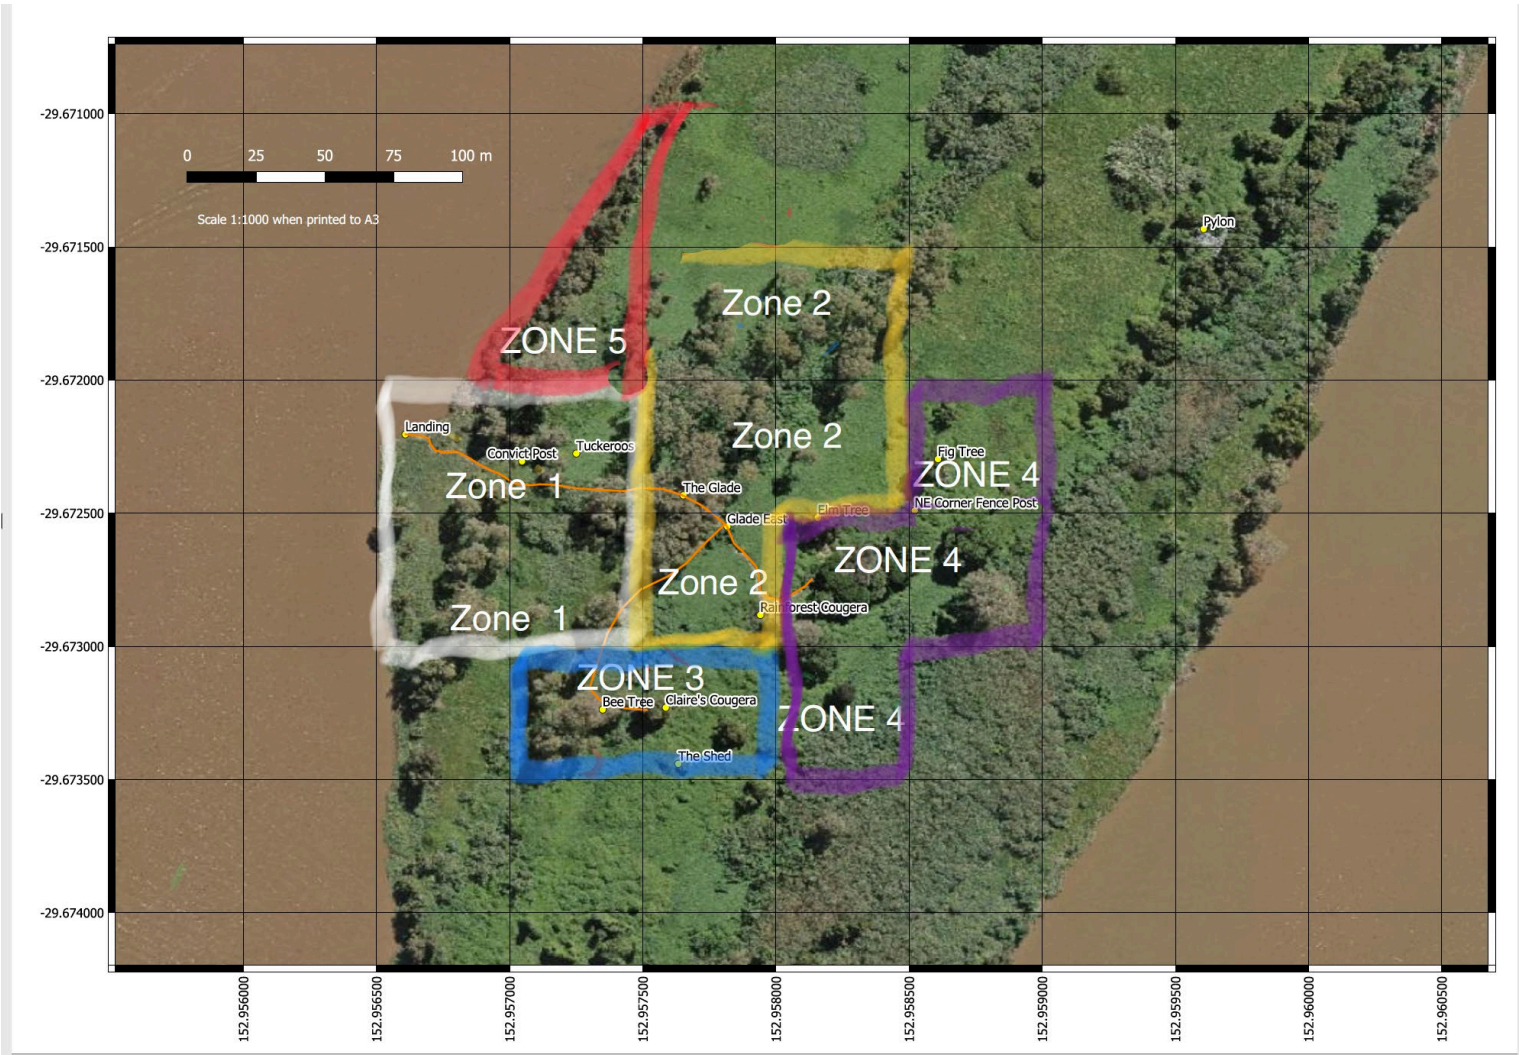 -29.671000
0 25 50 75 100 m
Scale 1:1000 when printed to A3
Pylon
-29.671500
Zone 2
ZONE 5
-29.672000
Landing
Zone 2
Tuckeroos
Convict Post
Fig Tree
ZONE 4
Zone 1
The Glade
NE Corner Fence Post
-29.672500
Glade East
Elm Tree
ZONE 4
Zone 2
Rainforest Cougera
Zone 1
-29.673000
ZONE 3
Bee Tree
Claire's Cougera
ZONE 4
The Shed
-29.673500
-29.674000
152.956000
152.956500
152.957000
152.957500
152.958000
152.958500
152.959000
152.959500
152.960000
152.960500